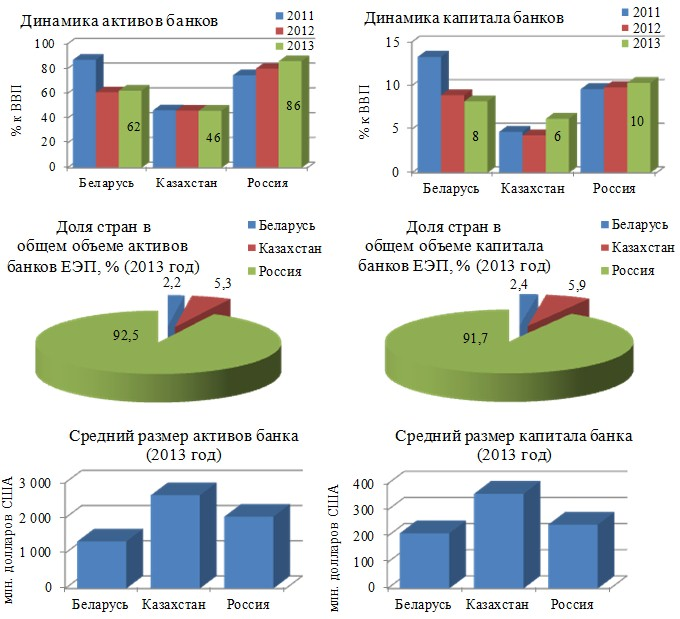 Динамика активов банков
2011
2012
2013
% к ВВП
100
80
60
40
20
0
62
46
86
Беларусь Казахстан Россия
Динамика капитала банков
2011
2012
2013
% к ВВП
15
10
5
0
8
6
10
Беларусь Казахстан Россия
Доля стран в
общем объеме активов
банков ЕЭП, % (2013 год)
Беларусь
Казахстан
Россия
2,2
5,3
92,5
Доля стран в
общем объеме капитала
банков ЕЭП, % (2013 год)
Беларусь
Казахстан
Россия
2,4
5,9
91,7
Средний размер активов банка
(2013 год)
млн. долларов США
3 000
2 000
1 000
0
Беларусь Казахстан Россия
Средний размер капитала банка
(2013 год)
млн. долларов США
400
300
200
100
0
Беларусь Казахстан Россия